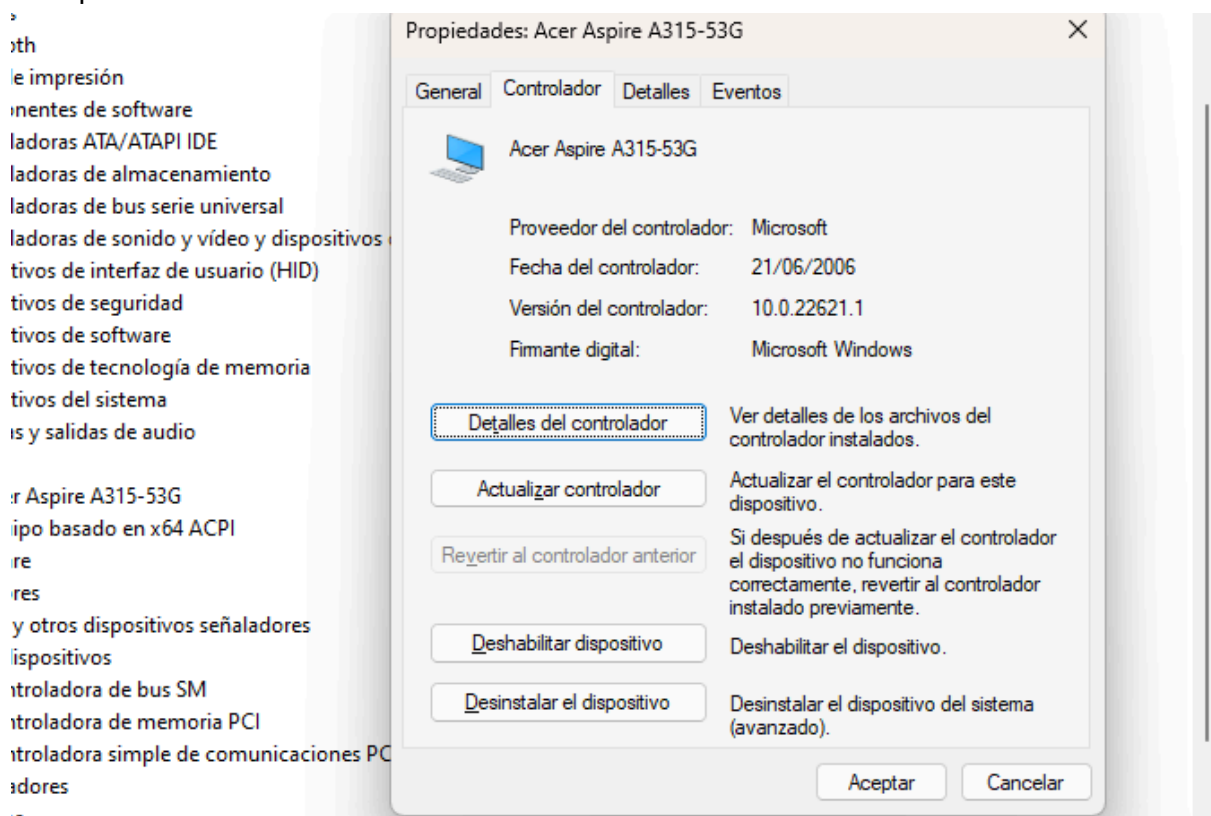 oth
le impresión
onentes de software
ladoras ATA/ATAPI IDE
ladoras de almacenamiento
ladoras de bus serie universal
ladoras de sonido y vídeo y dispositivos
tivos de interfaz de usuario (HID)
tivos de seguridad
tivos de software
tivos de tecnología de memoria
tivos del sistema
as y salidas de audio
er Aspire A315-53G
uipo basado en x64 ACPI
re
res
y otros dispositivos señaladores
dispositivos
ntroladora de bus SM
ntroladora de memoria PCI
ntroladora simple de comunicaciones PC
adores
Propiedades: Acer Aspire A315-53G
General Controlador Detalles Eventos
Acer Aspire A315-53G
Proveedor del controlador: Microsoft
Fecha del controlador: 21/06/2006
Versión del controlador: 10.0.22621.1
Firmante digital: Microsoft Windows
Detalles del controlador
Ver detalles de los archivos del
controlador instalados.
Actualizar controlador
Actualizar el controlador para este
dispositivo.
Revertir al controlador anterior
Si después de actualizar el controlador
el dispositivo no funciona
correctamente, revertir al controlador
instalado previamente.
Deshabilitar dispositivo
Deshabilitar el dispositivo.
Desinstalar el dispositivo
Desinstalar el dispositivo del sistema
(avanzado).
Aceptar Cancelar